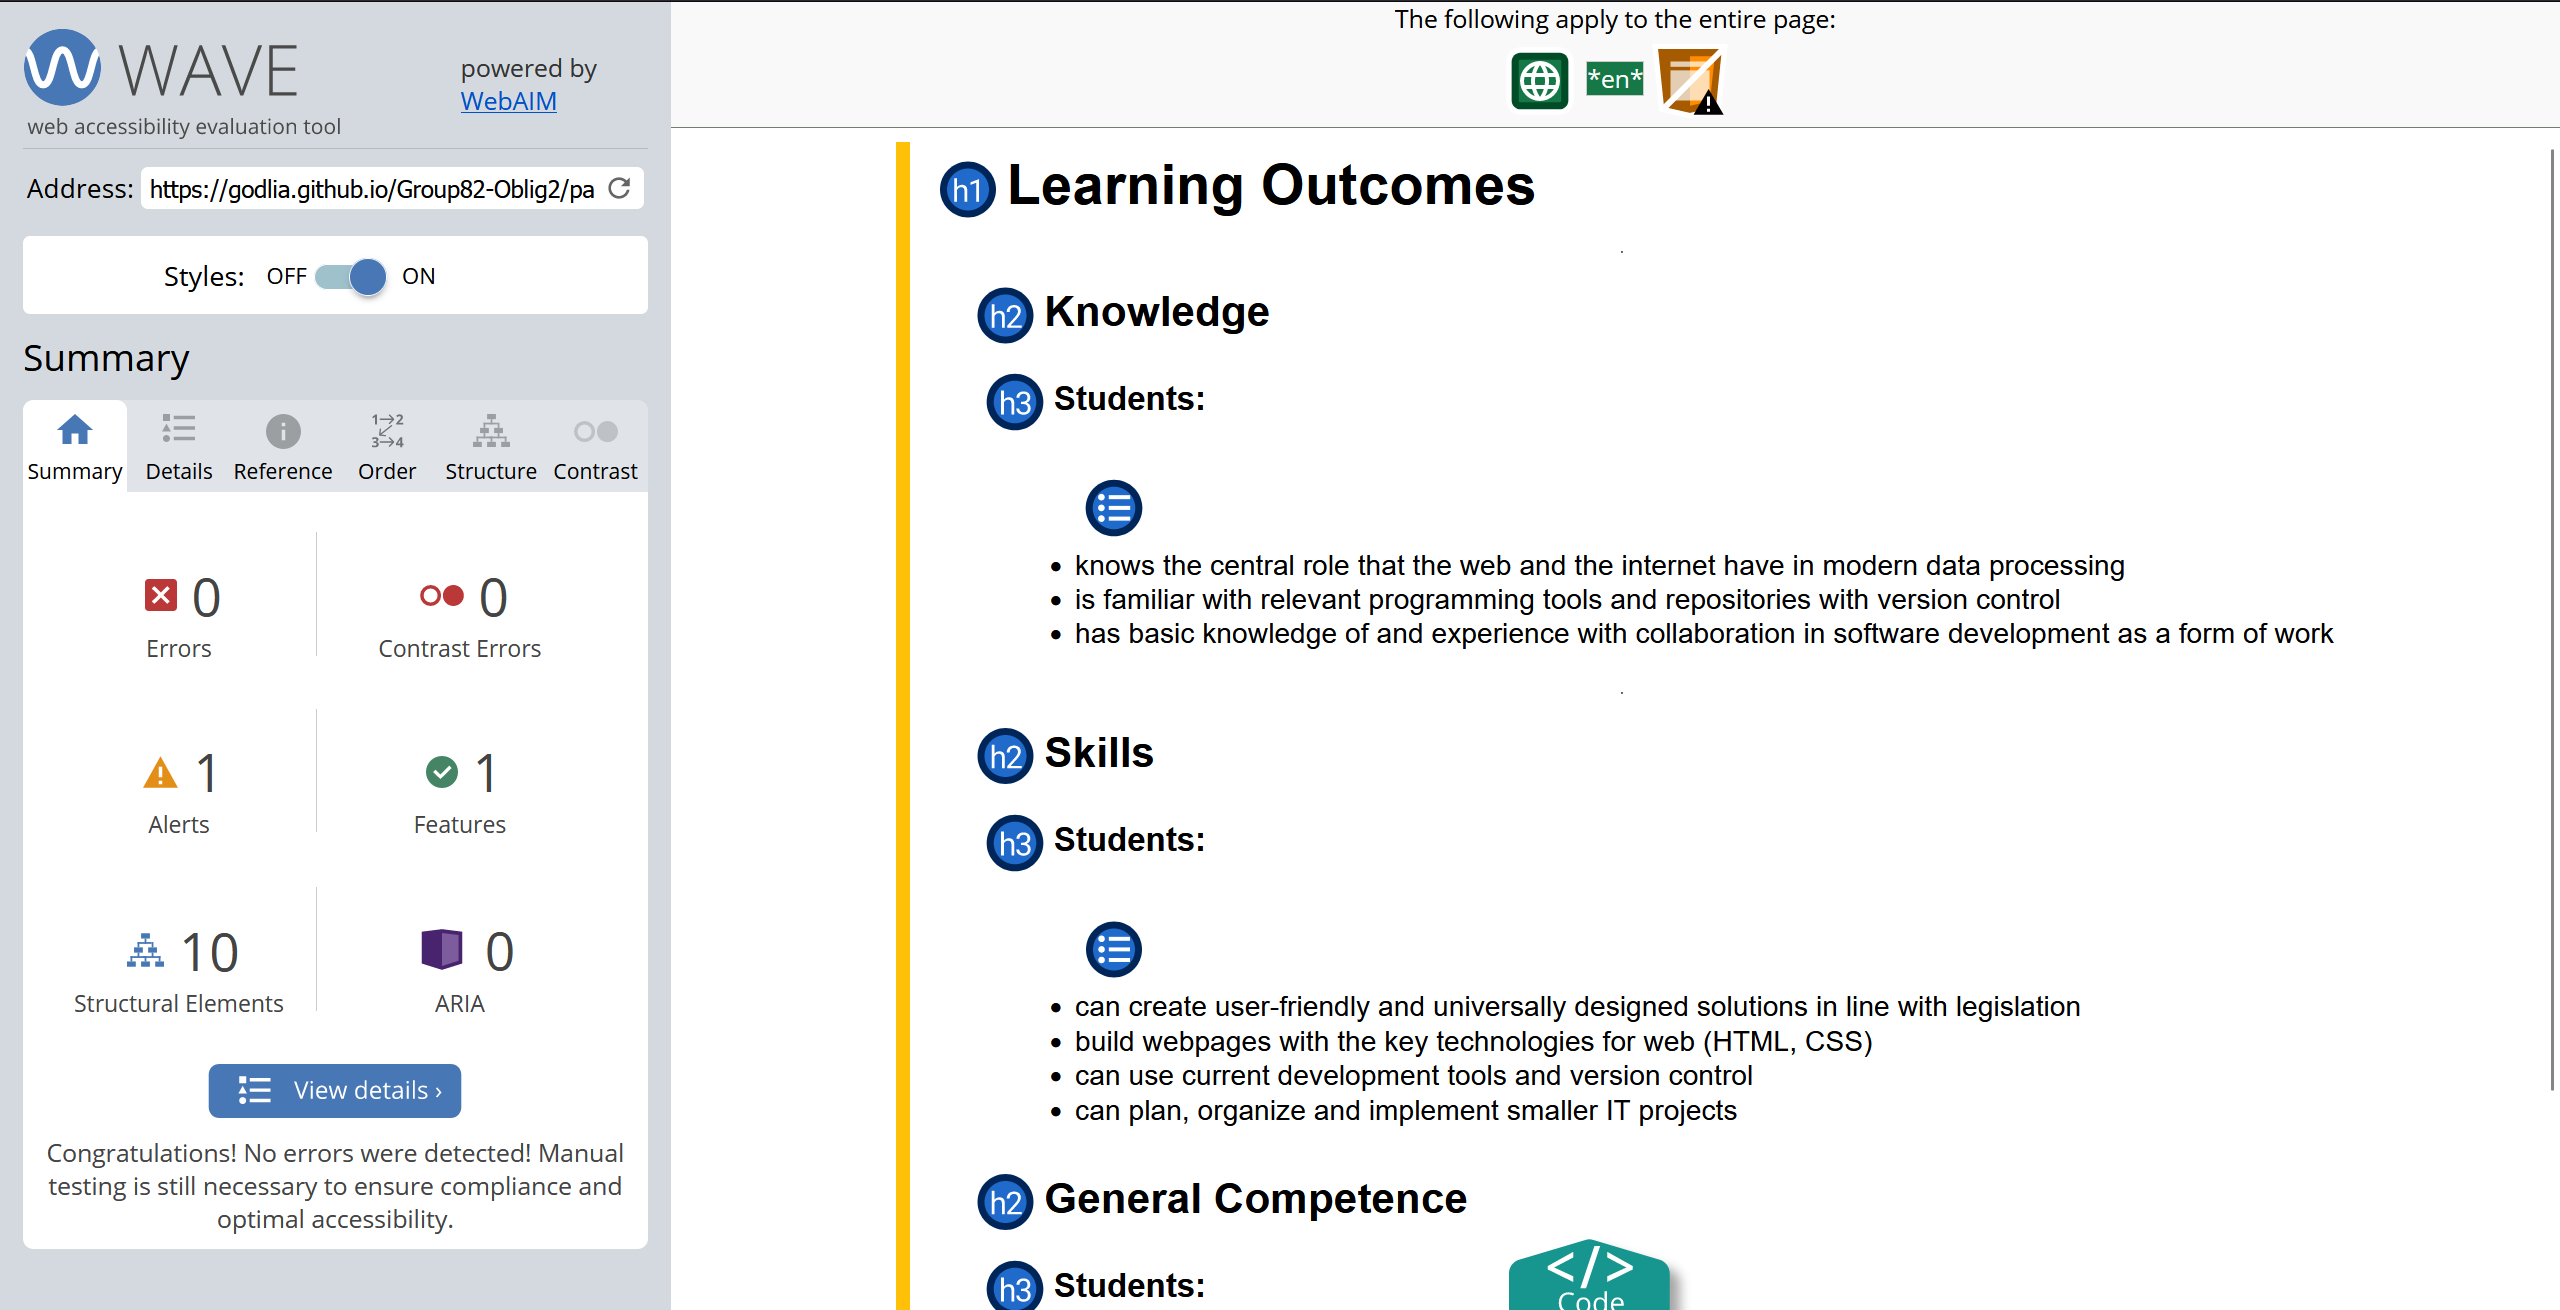 WAVE
powered by
WebAIM
web accessibility evaluation tool
Address: https://godlia.github.io/Group82-Oblig2/pa
Styles: OFF ON
Summary
Summary Details Reference Order Structure Contrast
1→2
3→4
0
Errors
0
Contrast Errors
1
Alerts
1
Features
10
Structural Elements
0
ARIA
View details ›
Congratulations! No errors were detected! Manual
testing is still necessary to ensure compliance and
optimal accessibility.
The following apply to the entire page:
*en*
h1 Learning Outcomes
h2 Knowledge
h3 Students:
• knows the central role that the web and the internet have in modern data processing
• is familiar with relevant programming tools and repositories with version control
• has basic knowledge of and experience with collaboration in software development as a form of work
h2 Skills
h3 Students:
• can create user-friendly and universally designed solutions in line with legislation
• build webpages with the key technologies for web (HTML, CSS)
• can use current development tools and version control
• can plan, organize and implement smaller IT projects
h2 General Competence
h3 Students:
</>
Code